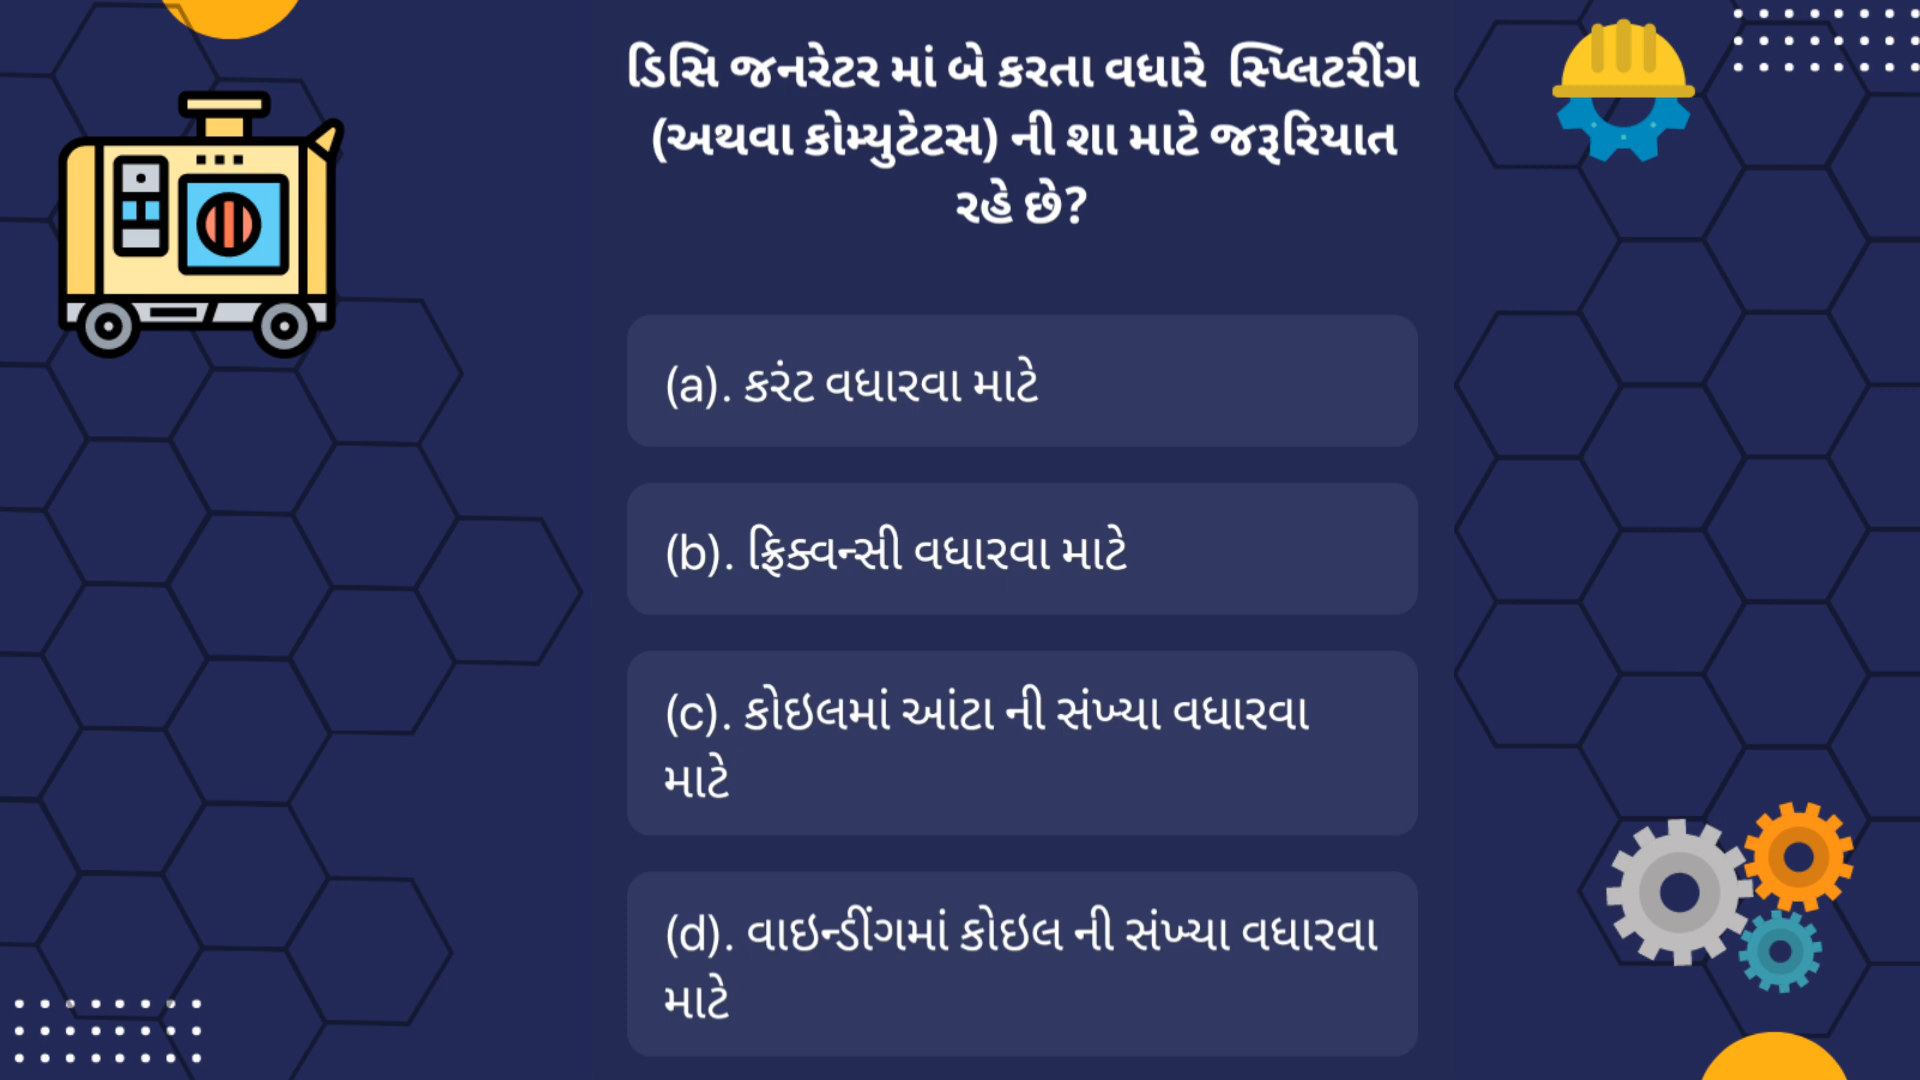 ડિસિ જનરેટર માં બે કરતા વધારે સ્પ્લિટરીંગ
(અથવા કોમ્યુટેટસ) ની શા માટે જરૂરિયાત
રહે છે?
(a). કરંટ વધારવા માટે
(b). ફ્રિક્વન્સી વધારવા માટે
(c). કોઇલમાં આંટા ની સંખ્યા વધારવા
માટે
(d). વાઇન્ડીંગમાં કોઇલ ની સંખ્યા વધારવા
માટે